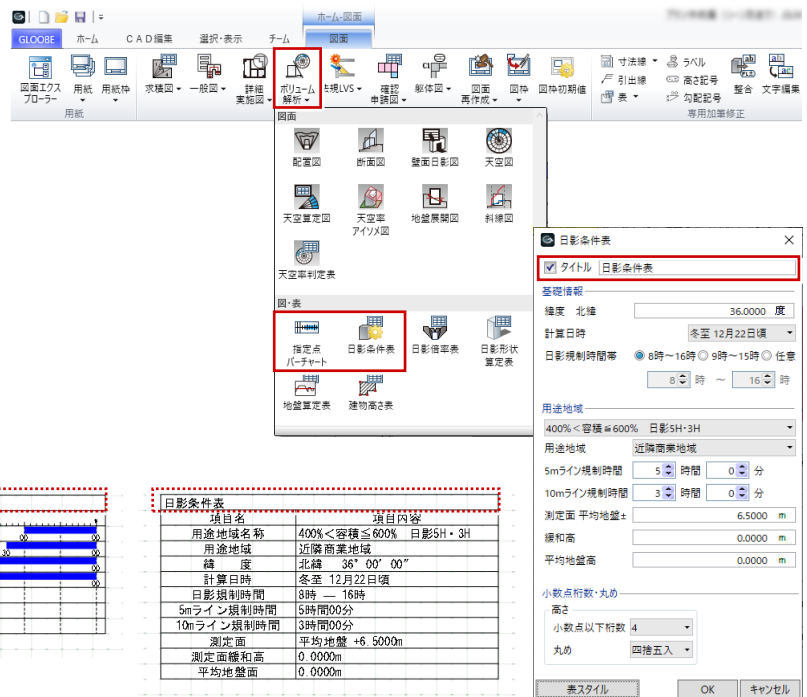 ホーム-図面
GLOOBE ホーム ＣＡＤ編集 選択・表示 チーム 図面
図面エクスプローラー
用紙
用紙枠
求積図
一般図
詳細実施図
ボリューム解析
法規LVS
確認申請図
躯体図
図面再作成
図枠
図枠初期値
寸法線
引出線
表
ラベル
高さ記号
勾配記号
整合
文字編集
用紙
専用加筆修正
図面
配置図 断面図 壁面日影図 天空図
天空算定図 天空率アイソメ図 地盤展開図 斜線図
天空率判定表
図・表
指定点バーチャート 日影条件表 日影倍率表 日影形状算定表
地盤算定表 建物高さ表
日影条件表
タイトル 日影条件表
基礎情報
緯度 北緯 36.0000 度
計算日時 冬至 12月22日頃
日影規制時間帯 8時～16時 9時～15時 任意
8 時 ～ 16 時
用途地域
400%＜容積≦600% 日影5H・3H
用途地域 近隣商業地域
5mライン規制時間 5 時間 0 分
10mライン規制時間 3 時間 0 分
測定面 平均地盤± 6.5000 m
緩和高 0.0000 m
平均地盤高 0.0000 m
小数点桁数・丸め
高さ
小数点以下桁数 4
丸め 四捨五入
表スタイル OK キャンセル
日影条件表
項目名 項目内容
用途地域名称 400%＜容積≦600% 日影5H・3H
用途地域 近隣商業地域
緯 度 北緯 36°00′00″
計算日時 冬至 12月22日頃
日影規制時間 8時 ― 16時
5mライン規制時間 5時間00分
10mライン規制時間 3時間00分
測定面 平均地盤 +6.5000m
測定面緩和高 0.0000m
平均地盤面 0.0000m